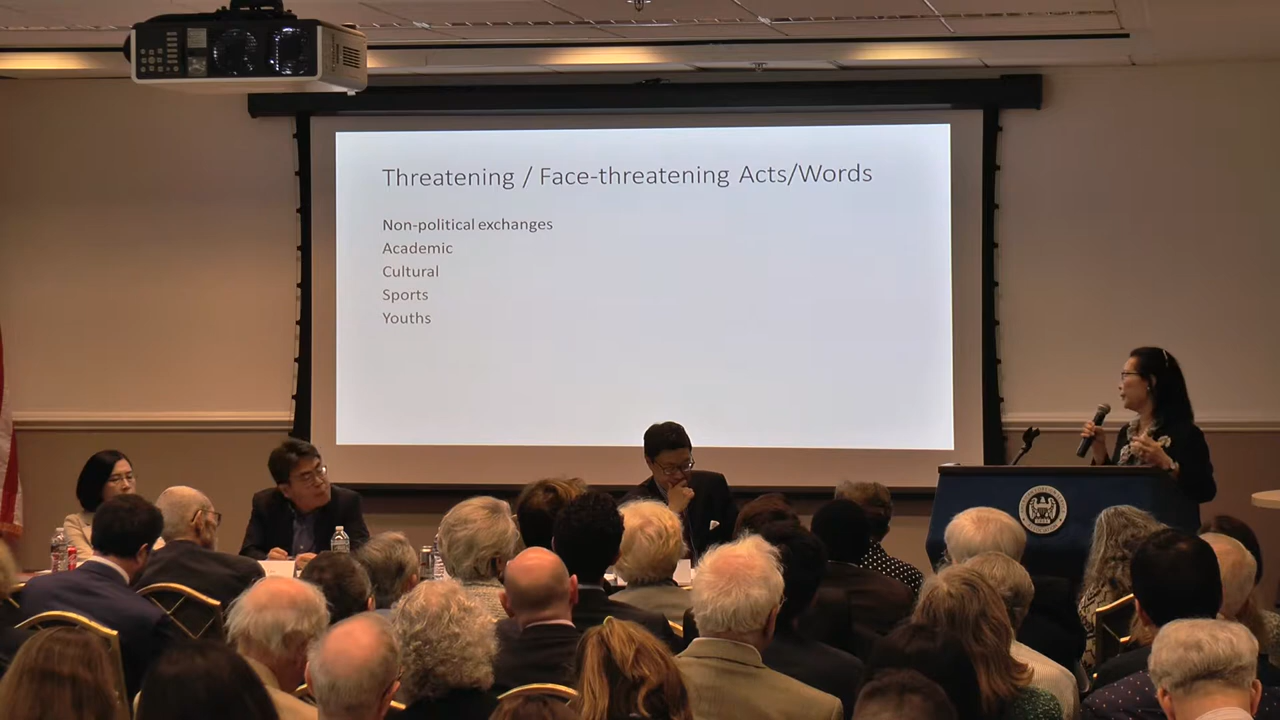 Threatening / Face-threatening Acts/Words
Non-political exchanges
Academic
Cultural
Sports
Youths